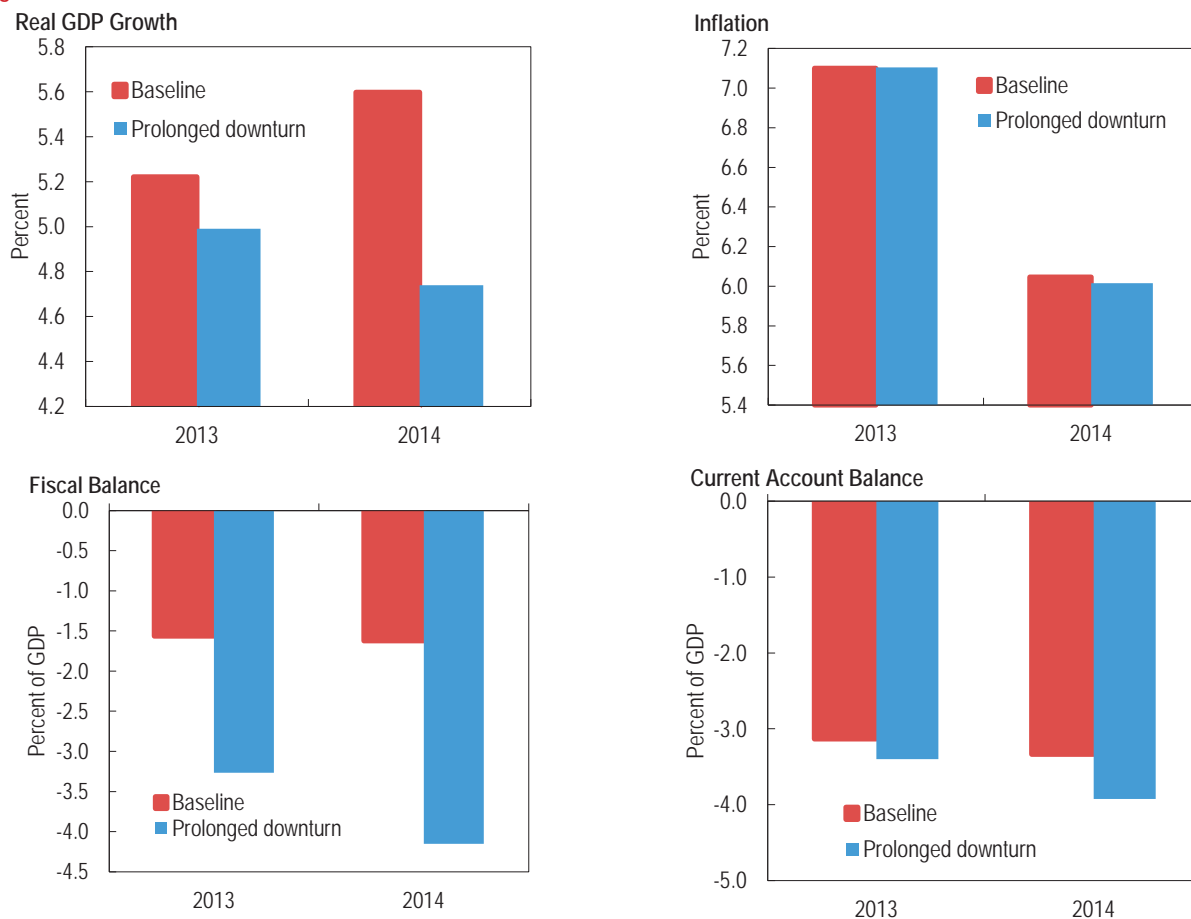 Real GDP Growth
5.8
5.6
5.4
5.2
5.0
4.8
4.6
4.4
4.2
Percent
Baseline
Prolonged downturn
2013
2014
Inflation
7.2
7.0
6.8
6.6
6.4
6.2
6.0
5.8
5.6
5.4
Percent
Baseline
Prolonged downturn
2013
2014
Fiscal Balance
0.0
-0.5
-1.0
-1.5
-2.0
-2.5
-3.0
-3.5
-4.0
-4.5
Percent of GDP
Baseline
Prolonged downturn
2013
2014
Current Account Balance
0.0
-1.0
-2.0
-3.0
-4.0
-5.0
Percent of GDP
Baseline
Prolonged downturn
2013
2014